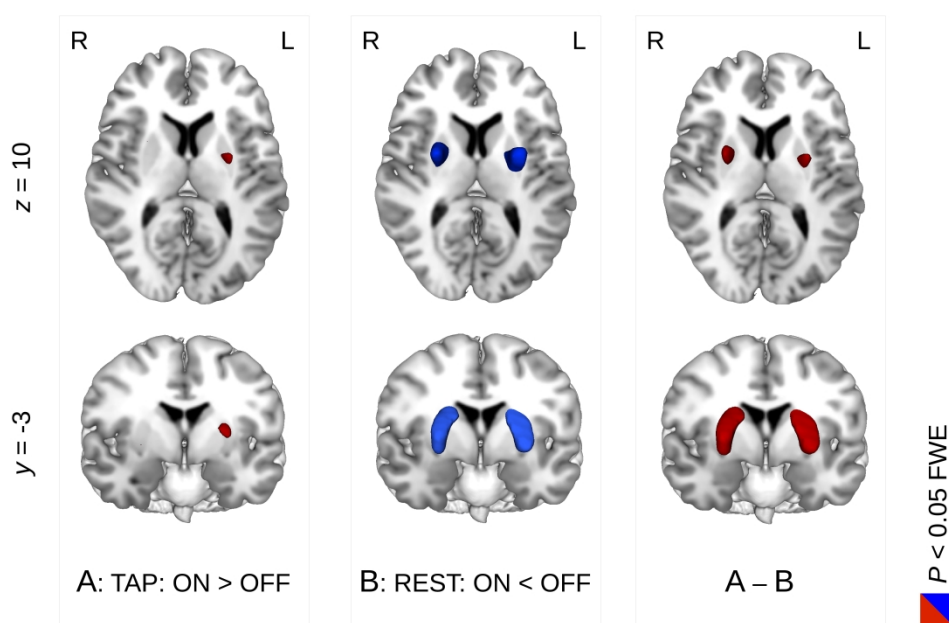 R L
R L
R L
z = 10
y = -3
A: TAP: ON > OFF
B: REST: ON < OFF
A – B
P < 0.05 FWE